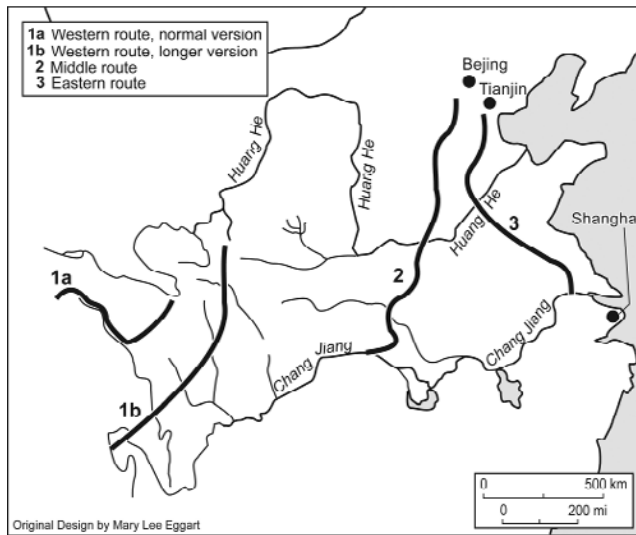 1a Western route, normal version
1b Western route, longer version
2 Middle route
3 Eastern route
Bejing
Tianjin
Huang He
Huang He
Huang He
Shangha
1a
2
3
Chang Jiang
Chang Jiang
1b
0 500 km
0 200 mi
Original Design by Mary Lee Eggart